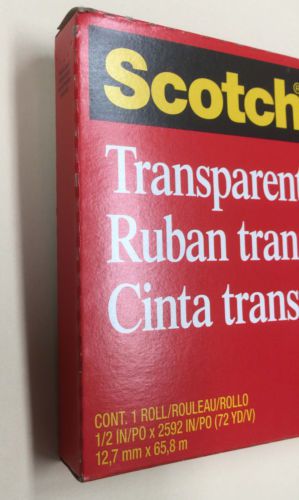 Scotch®
Transparent
Ruban tran
Cinta trans
CONT. 1 ROLL/ROULEAU/ROLLO
1/2 IN/PO x 2592 IN/PO (72 YD/V)
12,7 mm x 65,8 m